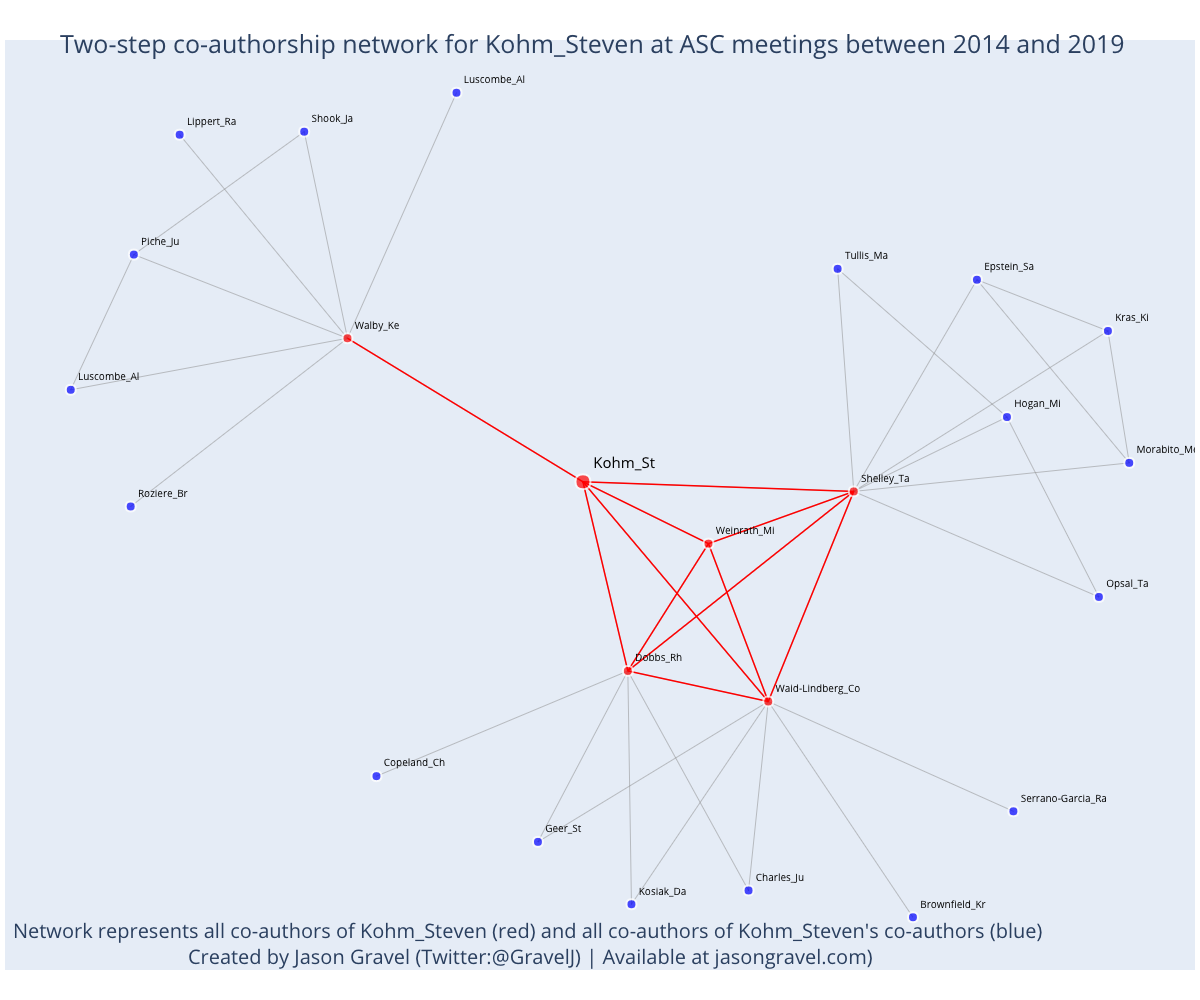 Two-step co-authorship network for Kohm_Steven at ASC meetings between 2014 and 2019
Luscombe_Al
Lippert_Ra
Shook_Ja
Piche_Ju
Tullis_Ma
Epstein_Sa
Kras_Ki
Walby_Ke
Luscombe_Al
Hogan_Mi
Morabito_Me
Kohm_St
Shelley_Ta
Roziere_Br
Weinrath_Mi
Opsal_Ta
Dobbs_Rh
Waid-Lindberg_Co
Copeland_Ch
Serrano-Garcia_Ra
Geer_St
Charles_Ju
Kosiak_Da
Brownfield_Kr
Network represents all co-authors of Kohm_Steven (red) and all co-authors of Kohm_Steven's co-authors (blue)
Created by Jason Gravel (Twitter:@GravelJ) | Available at jasongravel.com)